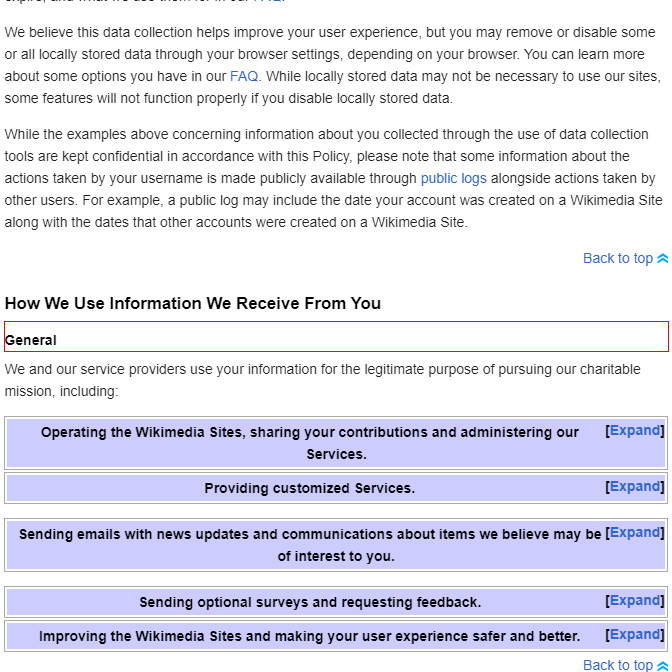 We believe this data collection helps improve your user experience, but you may remove or disable some
or all locally stored data through your browser settings, depending on your browser. You can learn more
about some options you have in our FAQ. While locally stored data may not be necessary to use our sites,
some features will not function properly if you disable locally stored data.
While the examples above concerning information about you collected through the use of data collection
tools are kept confidential in accordance with this Policy, please note that some information about the
actions taken by your username is made publicly available through public logs alongside actions taken by
other users. For example, a public log may include the date your account was created on a Wikimedia Site
along with the dates that other accounts were created on a Wikimedia Site.
Back to top
How We Use Information We Receive From You
General
We and our service providers use your information for the legitimate purpose of pursuing our charitable
mission, including:
Operating the Wikimedia Sites, sharing your contributions and administering our [Expand]
Services.
Providing customized Services. [Expand]
Sending emails with news updates and communications about items we believe may be [Expand]
of interest to you.
Sending optional surveys and requesting feedback. [Expand]
Improving the Wikimedia Sites and making your user experience safer and better. [Expand]
Back to top